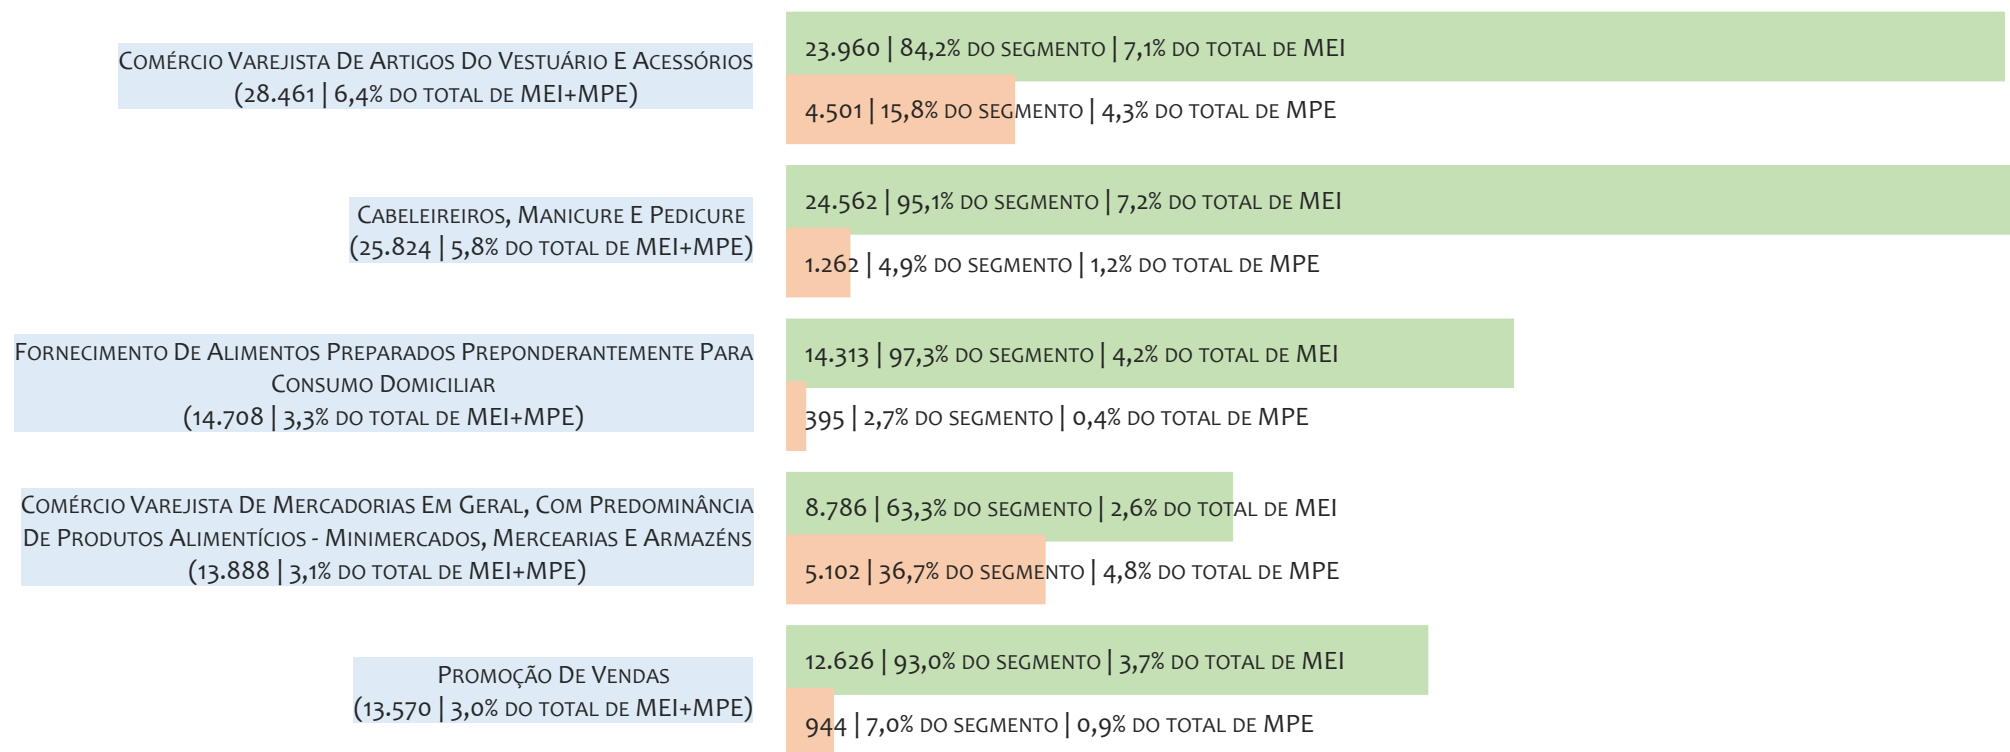 Comércio Varejista De Artigos Do Vestuário E Acessórios
(28.461 | 6,4% do total de MEI+MPE)
23.960 | 84,2% do segmento | 7,1% do total de MEI
4.501 | 15,8% do segmento | 4,3% do total de MPE
Cabeleireiros, Manicure E Pedicure
(25.824 | 5,8% do total de MEI+MPE)
24.562 | 95,1% do segmento | 7,2% do total de MEI
1.262 | 4,9% do segmento | 1,2% do total de MPE
Fornecimento De Alimentos Preparados Preponderantemente Para
Consumo Domiciliar
(14.708 | 3,3% do total de MEI+MPE)
14.313 | 97,3% do segmento | 4,2% do total de MEI
395 | 2,7% do segmento | 0,4% do total de MPE
Comércio Varejista De Mercadorias Em Geral, Com Predominância
De Produtos Alimentícios - Minimercados, Mercearias E Armazéns
(13.888 | 3,1% do total de MEI+MPE)
8.786 | 63,3% do segmento | 2,6% do total de MEI
5.102 | 36,7% do segmento | 4,8% do total de MPE
Promoção De Vendas
(13.570 | 3,0% do total de MEI+MPE)
12.626 | 93,0% do segmento | 3,7% do total de MEI
944 | 7,0% do segmento | 0,9% do total de MPE